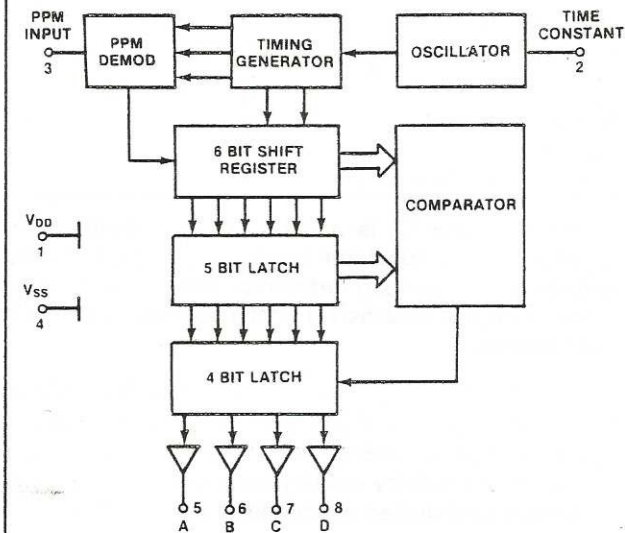 PPM
INPUT
3
PPM
DEMOD
TIMING
GENERATOR
OSCILLATOR
TIME
CONSTANT
2
6 BIT SHIFT
REGISTER
COMPARATOR
VDD
1
5 BIT LATCH
VSS
4
4 BIT LATCH
5
A
6
B
7
C
8
D